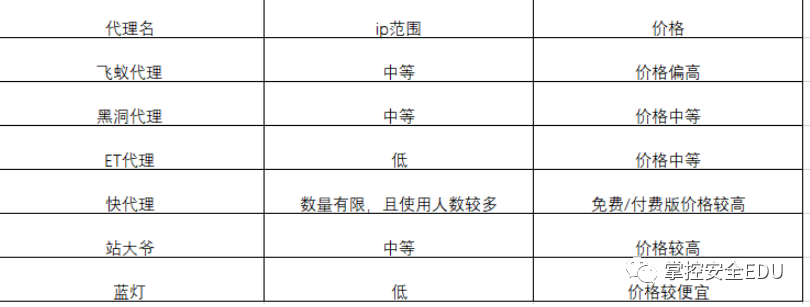 代理名 ip范围 价格
飞蚁代理 中等 价格偏高
黑洞代理 中等 价格中等
ET代理 低 价格中等
快代理 数量有限，且使用人数较多 免费/付费版价格较高
站大爷 中等 价格较高
蓝灯 低 价格较便宜
掌控安全EDU